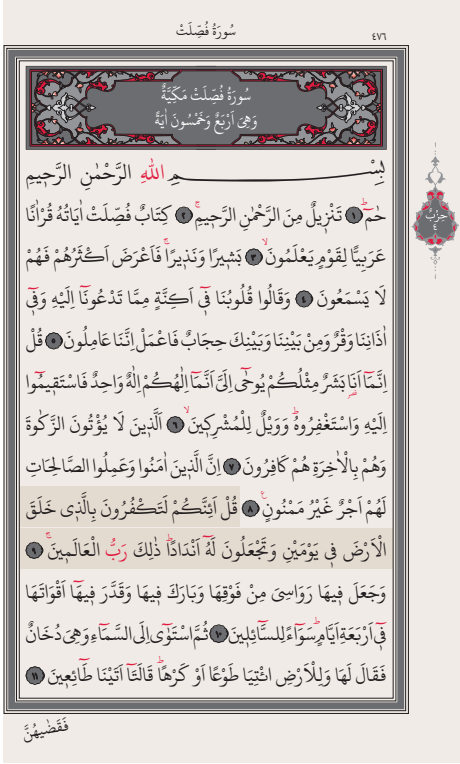 سُورَةُ فُصِّلَتْ
٤٧٦
سُورَةُ فُصِّلَتْ مَكِّيَّةٌ
وَهِيَ اَرْبَعٌ وَخَمْسُونَ اٰيَةً
حِزْبُ
٤
بِسْــــــــــــــــــمِ اللّٰهِ الرَّحْمٰنِ الرَّحٖيمِ
حٰمٓ ۚ ﴿١﴾ تَنْزٖيلٌ مِنَ الرَّحْمٰنِ الرَّحٖيمِ ۚ ﴿٢﴾ كِتَابٌ فُصِّلَتْ اٰيَاتُهُ قُرْاٰنًا
عَرَبِيًّا لِقَوْمٍ يَعْلَمُونَ ۙ ﴿٣﴾ بَشٖيرًا وَنَذٖيرًا ۚ فَاَعْرَضَ اَكْثَرُهُمْ فَهُمْ
لَا يَسْمَعُونَ ﴿٤﴾ وَقَالُوا قُلُوبُنَا فٖٓي اَكِنَّةٍ مِمَّا تَدْعُونَٓا اِلَيْهِ وَفٖٓي
اٰذَانِنَا وَقْرٌ وَمِنْ بَيْنِنَا وَبَيْنِكَ حِجَابٌ فَاعْمَلْ اِنَّنَا عَامِلُونَ ﴿٥﴾ قُلْ
اِنَّمَٓا اَنَا۬ بَشَرٌ مِثْلُكُمْ يُوحٰٓى اِلَيَّ اَنَّمَٓا اِلٰهُكُمْ اِلٰهٌ وَاحِدٌ فَاسْتَقٖيمُٓوا
اِلَيْهِ وَاسْتَغْفِرُوهُ ؕ وَوَيْلٌ لِلْمُشْرِكٖينَ ۙ ﴿٦﴾ اَلَّذٖينَ لَا يُؤْتُونَ الزَّكٰوةَ
وَهُمْ بِالْاٰخِرَةِ هُمْ كَافِرُونَ ﴿٧﴾ اِنَّ الَّذٖينَ اٰمَنُوا وَعَمِلُوا الصَّالِحَاتِ
لَهُمْ اَجْرٌ غَيْرُ مَمْنُونٍ ۟ ﴿٨﴾ قُلْ اَئِنَّكُمْ لَتَكْفُرُونَ بِالَّذٖي خَلَقَ
الْاَرْضَ فٖي يَوْمَيْنِ وَتَجْعَلُونَ لَهُٓ اَنْدَادًا ؕ ذٰلِكَ رَبُّ الْعَالَمٖينَ ۚ ﴿٩﴾
وَجَعَلَ فٖيهَا رَوَاسِيَ مِنْ فَوْقِهَا وَبَارَكَ فٖيهَا وَقَدَّرَ فٖيهَٓا اَقْوَاتَهَا
فٖٓي اَرْبَعَةِ اَيَّامٍ ؕ سَوَٓاءً لِلسَّٓائِلٖينَ ﴿١٠﴾ ثُمَّ اسْتَوٰٓى اِلَى السَّمَٓاءِ وَهِيَ دُخَانٌ
فَقَالَ لَهَا وَلِلْاَرْضِ ائْتِيَا طَوْعًا اَوْ كَرْهًا ؕ قَالَتَٓا اَتَيْنَا طَٓائِعٖينَ ﴿١١﴾
فَقَضٰيهُنَّ